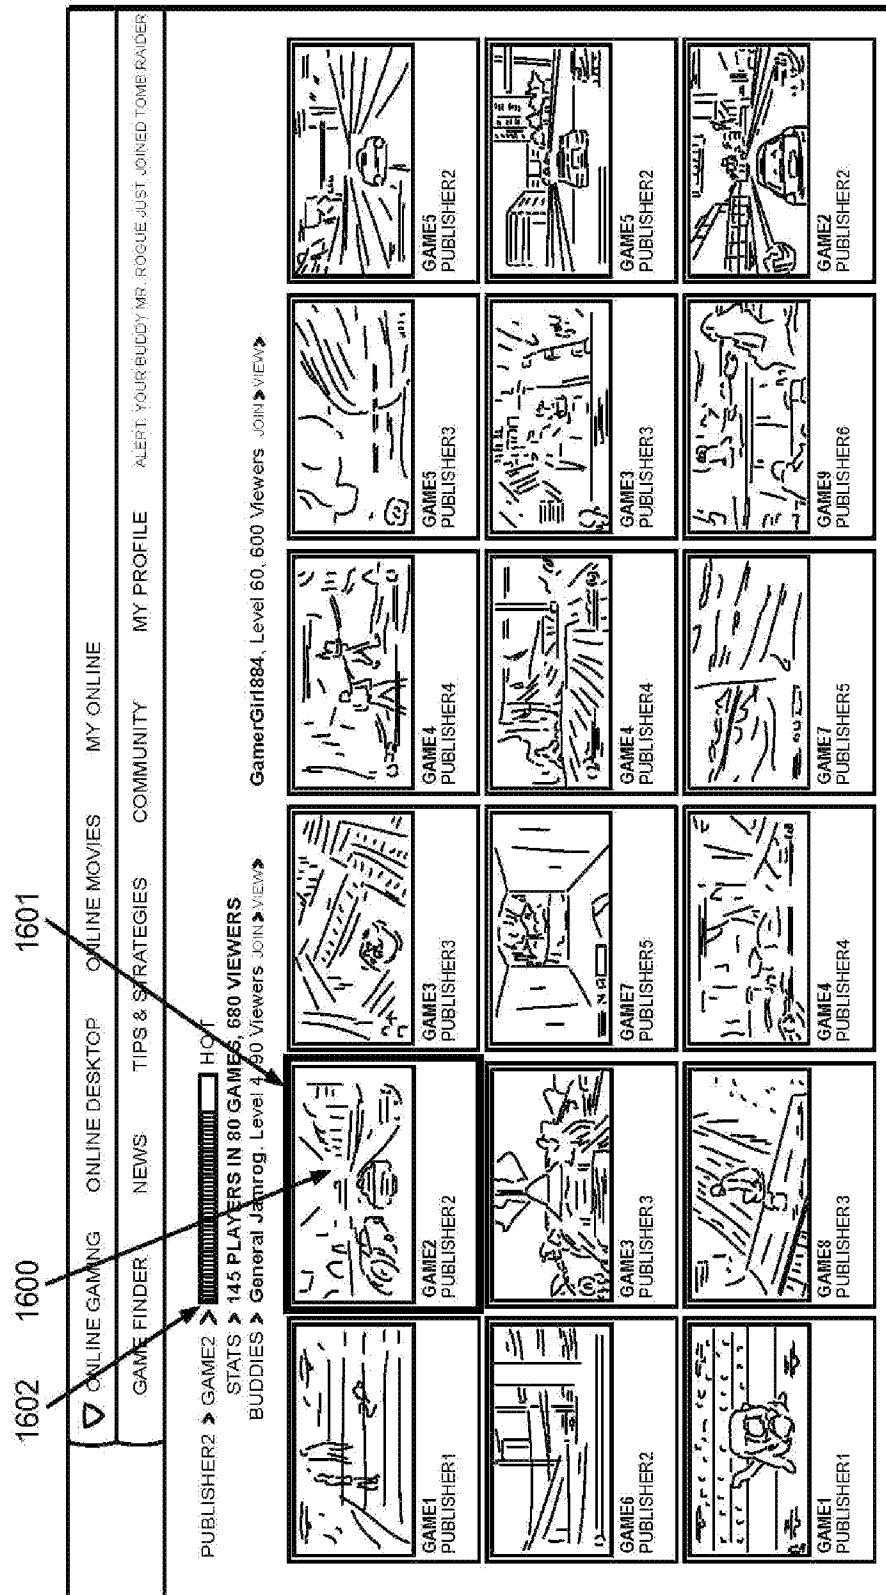 1602
1600
1601
ONLINE GAMING ONLINE DESKTOP ONLINE MOVIES MY ONLINE
GAME FINDER NEWS TIPS & STRATEGIES COMMUNITY MY PROFILE ALERT: YOUR BUDDY MR. ROGUE JUST JOINED TOMB RAIDER
PUBLISHER2 > GAME2 > HOT
STATS > 145 PLAYERS IN 80 GAMES, 680 VIEWERS
BUDDIES > General Jamrog, Level 4, 90 Viewers JOIN > VIEW > GamerGirl884, Level 60, 600 Viewers JOIN > VIEW >
GAME1 GAME2 GAME3 GAME4 GAME5 GAME5
PUBLISHER1 PUBLISHER2 PUBLISHER3 PUBLISHER4 PUBLISHER3 PUBLISHER2
GAME6 GAME3 GAME7 GAME4 GAME3 GAME5
PUBLISHER2 PUBLISHER3 PUBLISHER5 PUBLISHER4 PUBLISHER3 PUBLISHER2
GAME1 GAME8 GAME4 GAME7 GAME9 GAME2
PUBLISHER1 PUBLISHER3 PUBLISHER4 PUBLISHER5 PUBLISHER6 PUBLISHER2